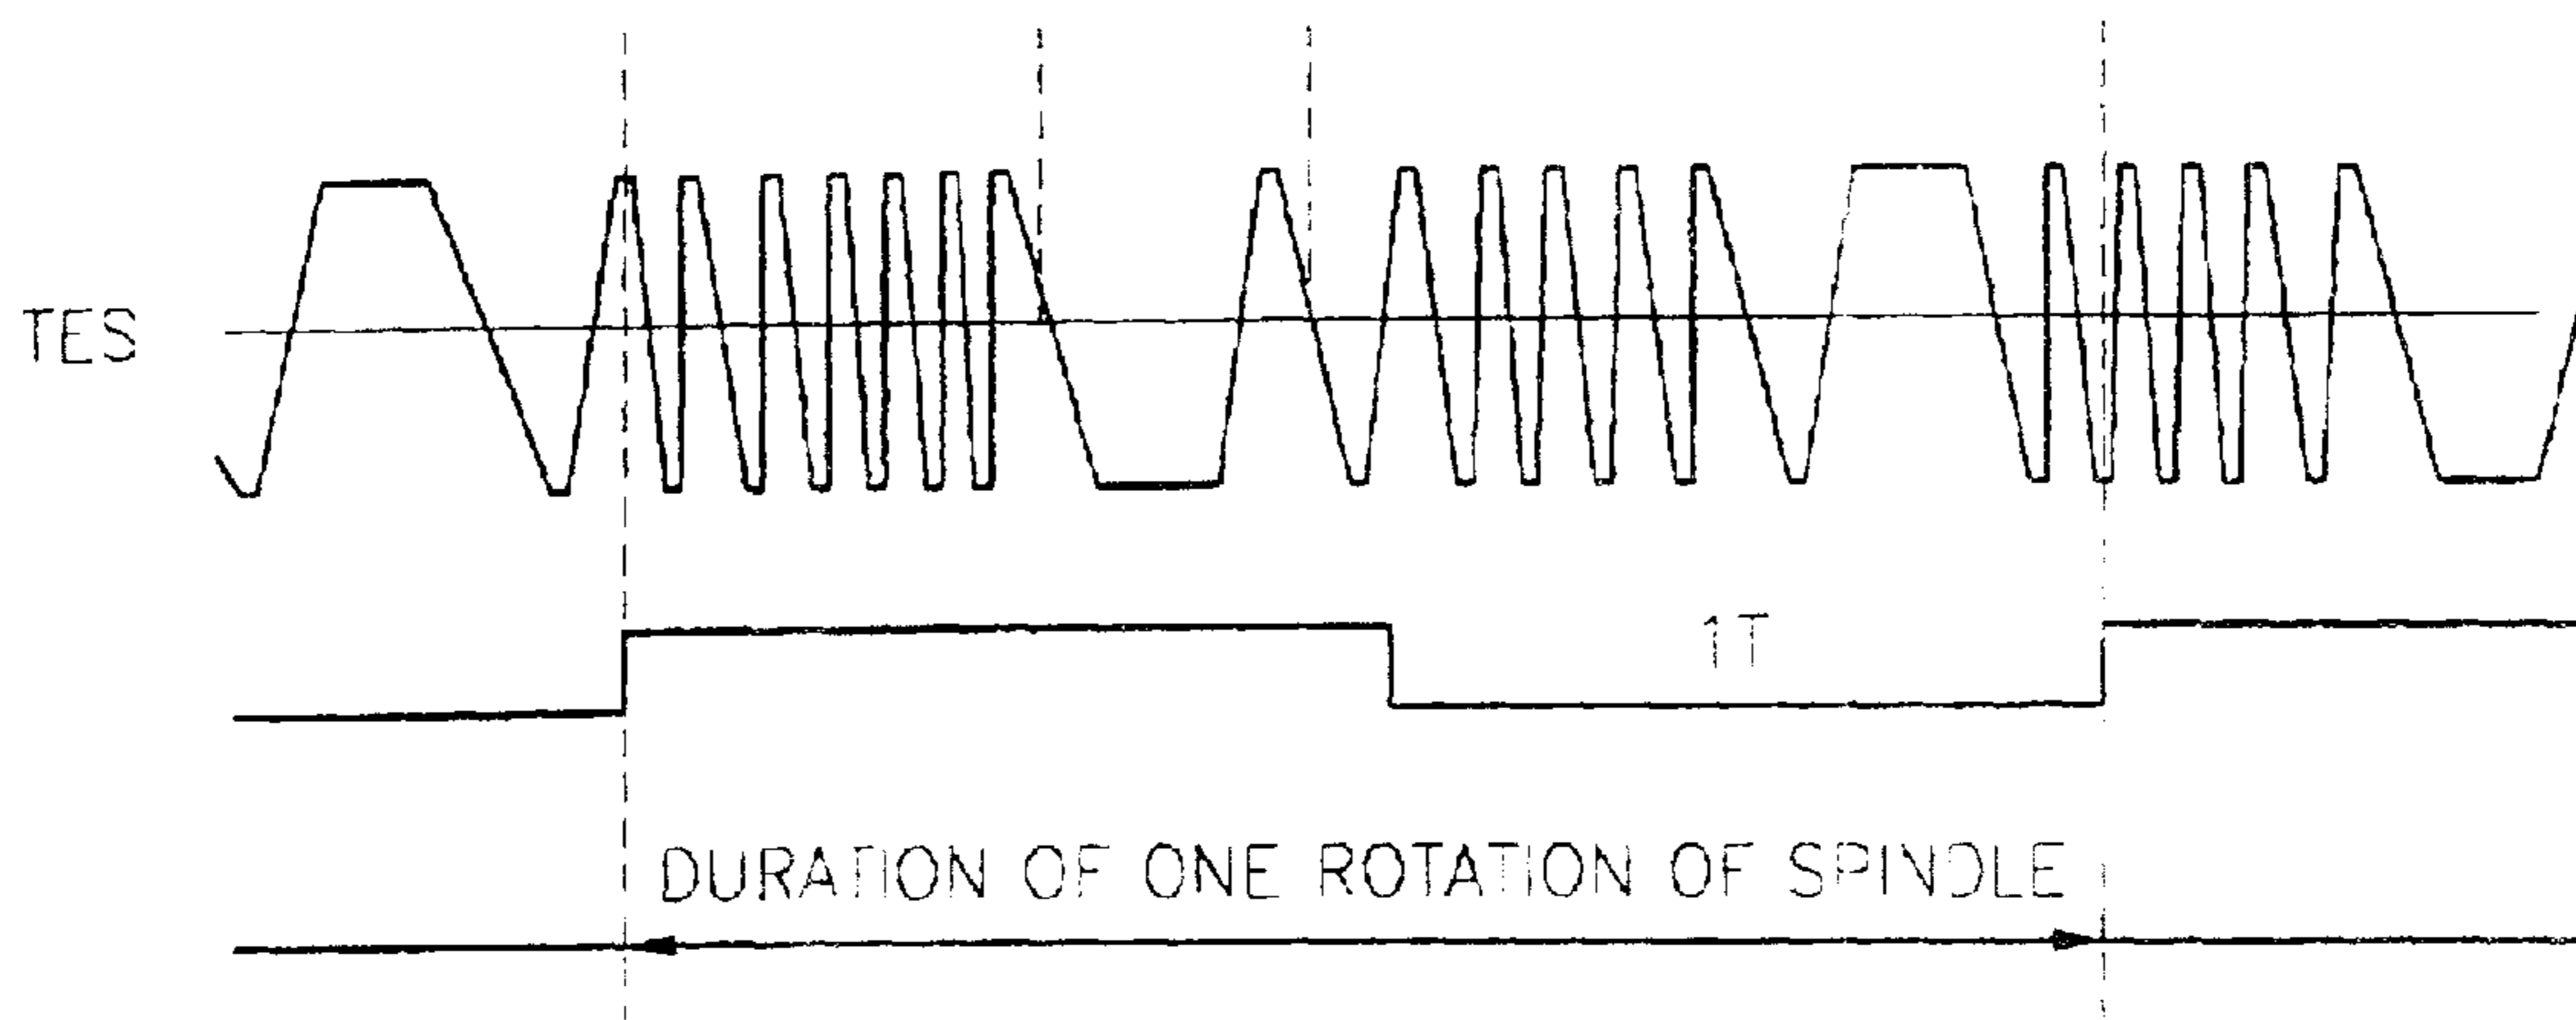 TES
1T
DURATION OF ONE ROTATION OF SPINDLE